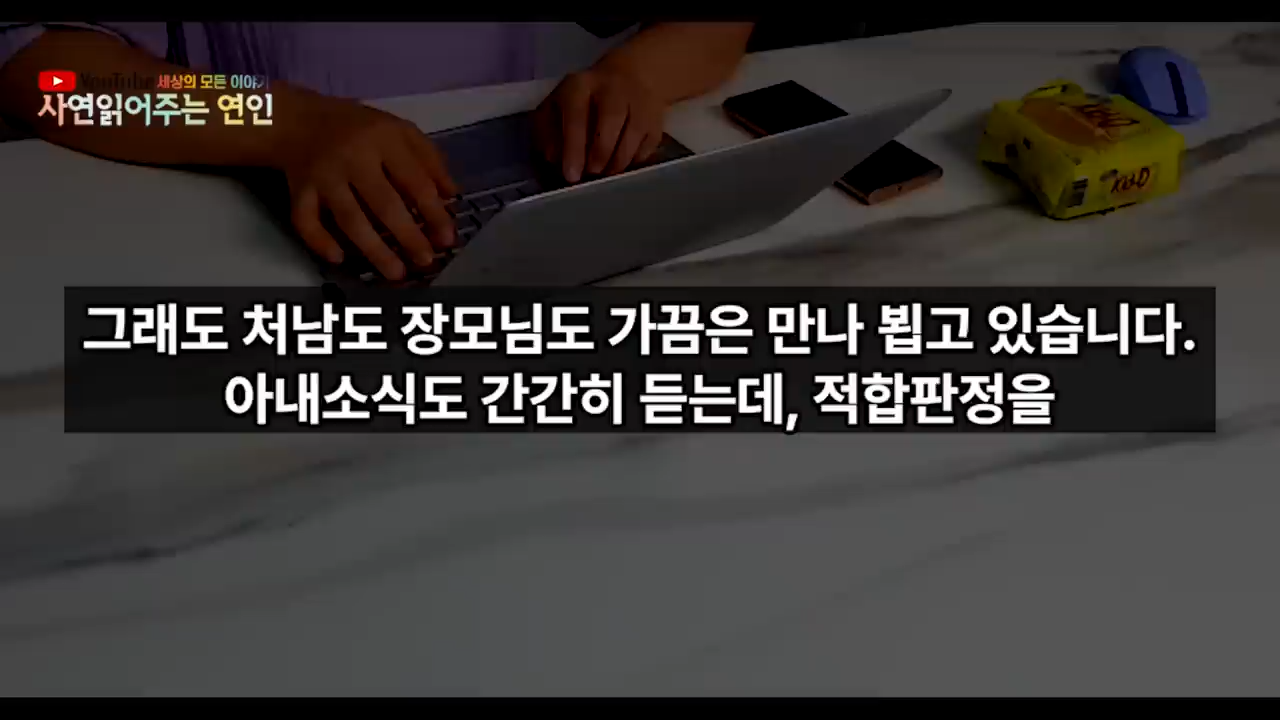 YouTube 세상의 모든 이야기
사연읽어주는 연인
그래도 처남도 장모님도 가끔은 만나 뵙고 있습니다.
아내소식도 간간히 듣는데, 적합판정을